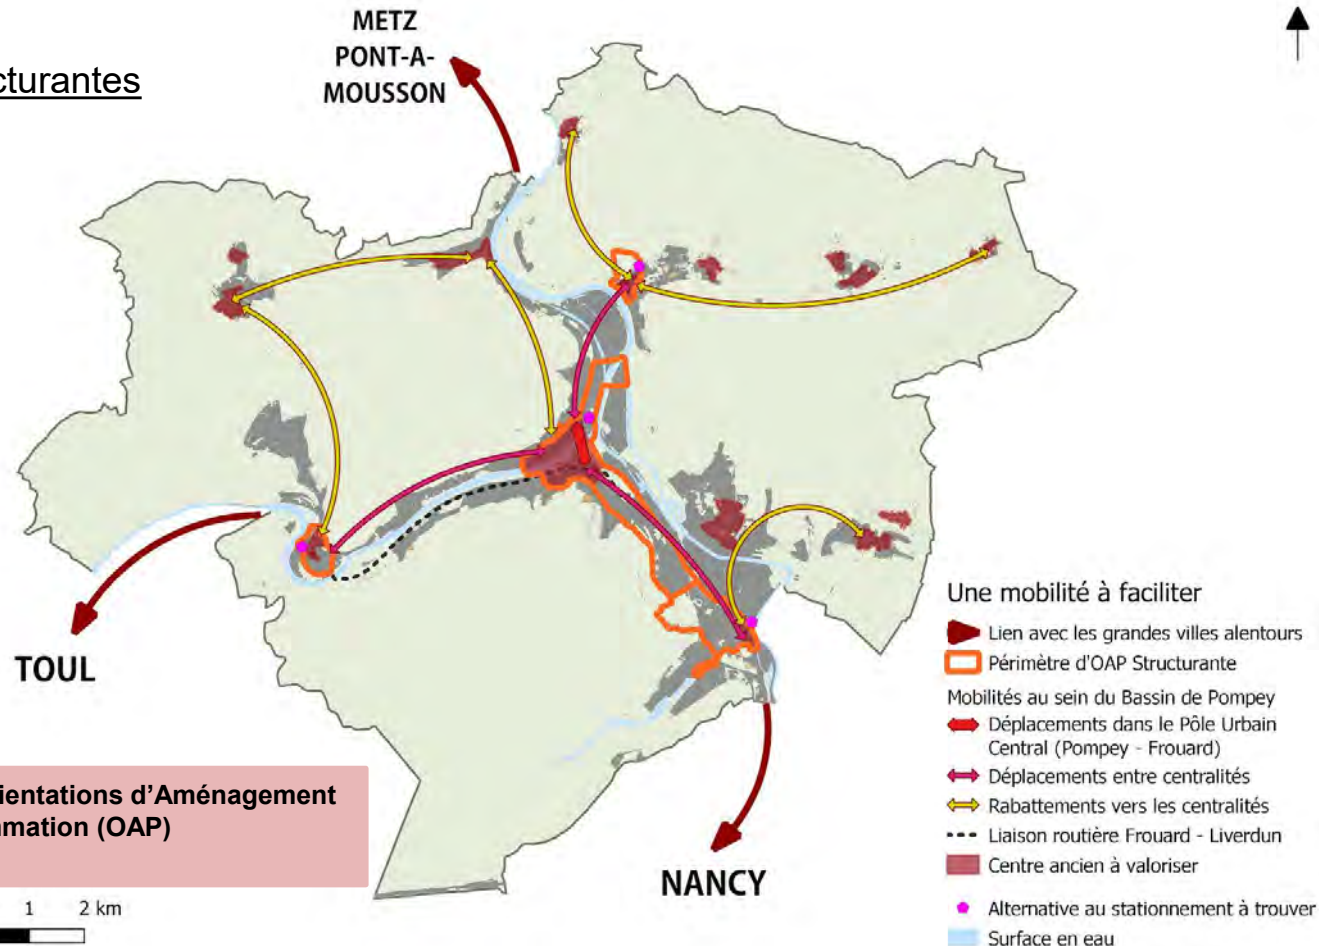 METZ
PONT-A-
MOUSSON
cturantes
TOUL
NANCY
ientations d'Aménagement
mation (OAP)
1 2 km
Une mobilité à faciliter
Lien avec les grandes villes alentours
Périmètre d'OAP Structurante
Mobilités au sein du Bassin de Pompey
Déplacements dans le Pôle Urbain
Central (Pompey - Frouard)
Déplacements entre centralités
Rabattements vers les centralités
Liaison routière Frouard - Liverdun
Centre ancien à valoriser
Alternative au stationnement à trouver
Surface en eau